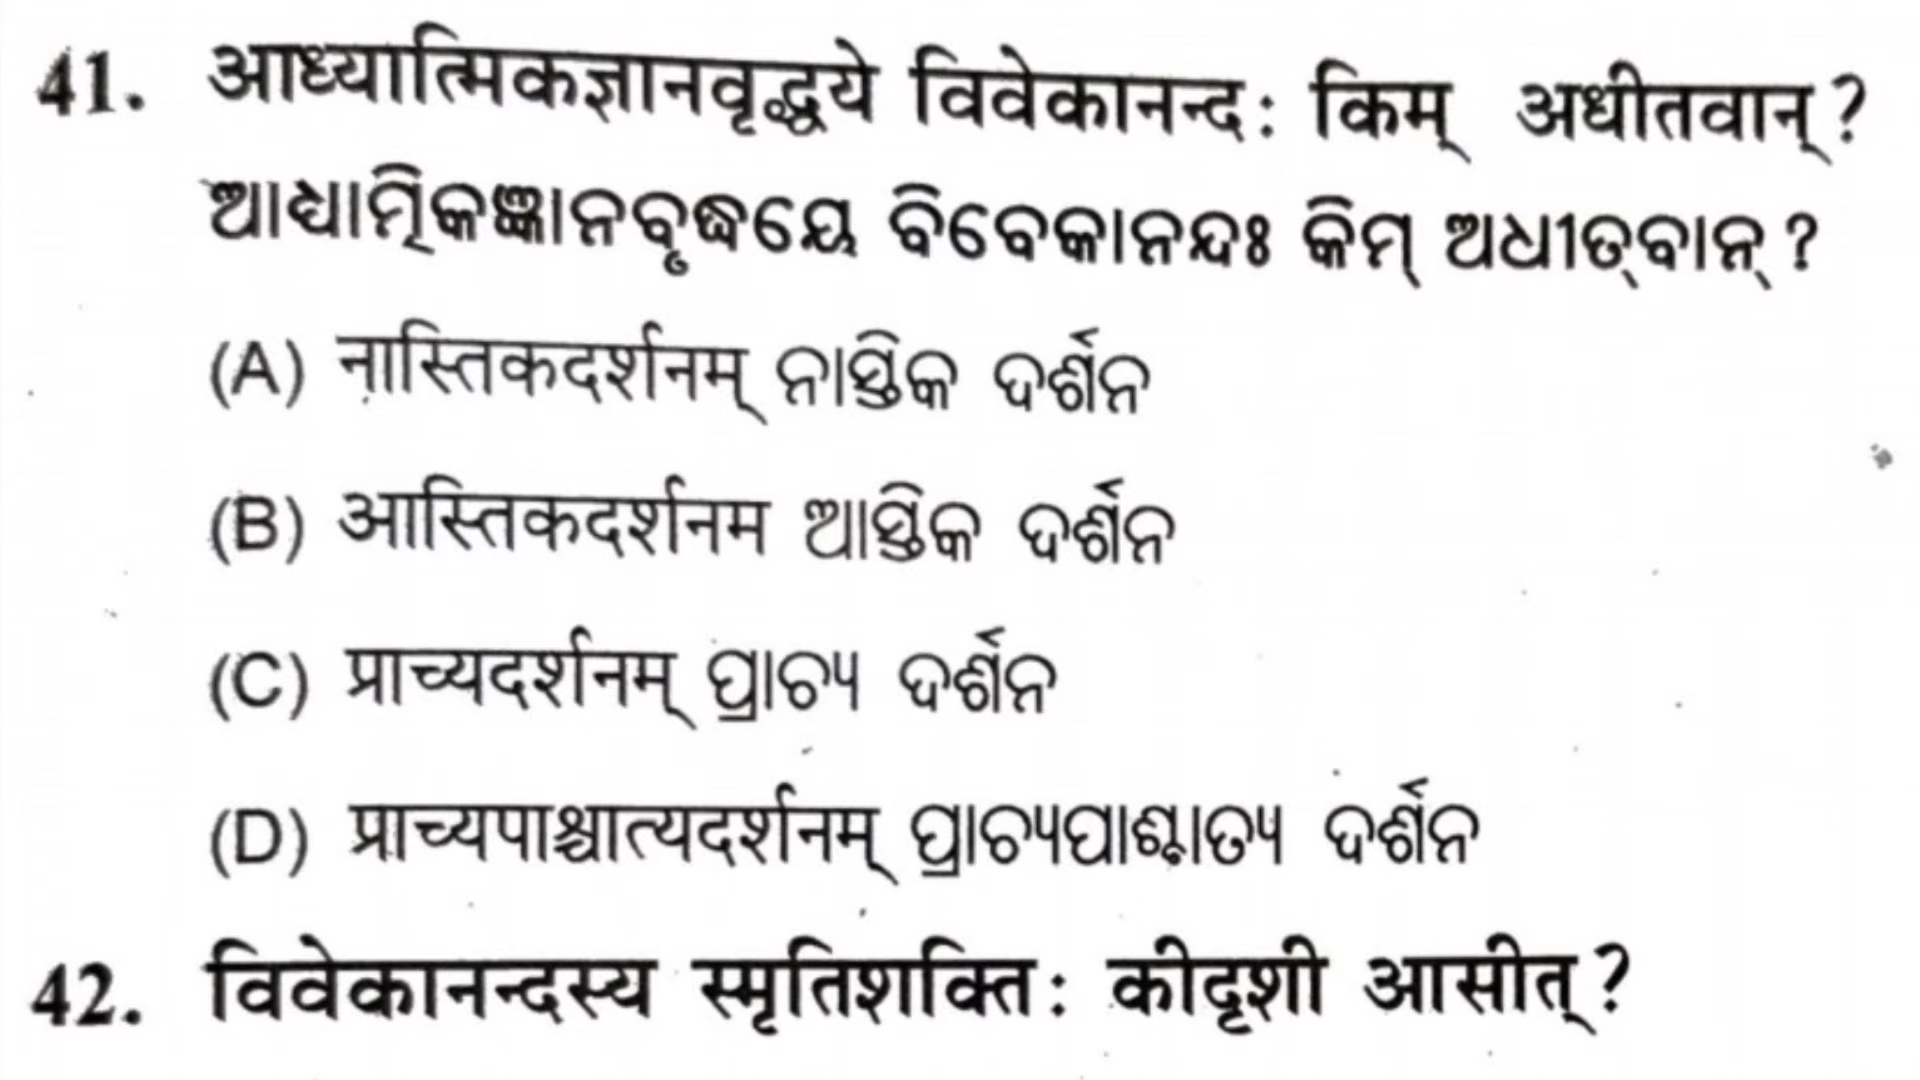 41. आध्यात्मिकज्ञानवृद्धये विवेकानन्दः किम् अधीतवान्?
ଆଧ୍ୟାତ୍ମିକଜ୍ଞାନବୃଦ୍ଧୟେ ବିବେକାନନ୍ଦଃ କିମ୍ ଅଧୀତ୍‌ବାନ୍?
(A) नास्तिकदर्शनम् ନାସ୍ତିକ ଦର୍ଶନ
(B) आस्तिकदर्शनम ଆସ୍ତିକ ଦର୍ଶନ
(C) प्राच्यदर्शनम् ପ୍ରାଚ୍ୟ ଦର୍ଶନ
(D) प्राच्यपाश्चात्यदर्शनम् ପ୍ରାଚ୍ୟପାଶ୍ଚାତ୍ୟ ଦର୍ଶନ
42. विवेकानन्दस्य स्मृतिशक्तिः कीदृशी आसीत्?